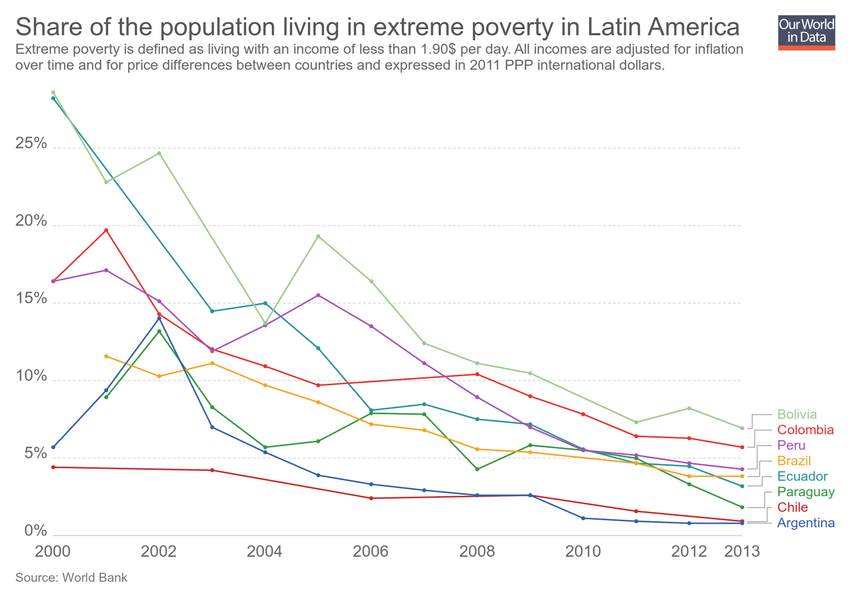 Share of the population living in extreme poverty in Latin America
Our World
in Data
Extreme poverty is defined as living with an income of less than 1.90$ per day. All incomes are adjusted for inflation
over time and for price differences between countries and expressed in 2011 PPP international dollars.
25%
20%
15%
10%
5%
0%
Bolivia
Colombia
Peru
Brazil
Ecuador
Paraguay
Chile
Argentina
2000 2002 2004 2006 2008 2010 2012 2013
Source: World Bank